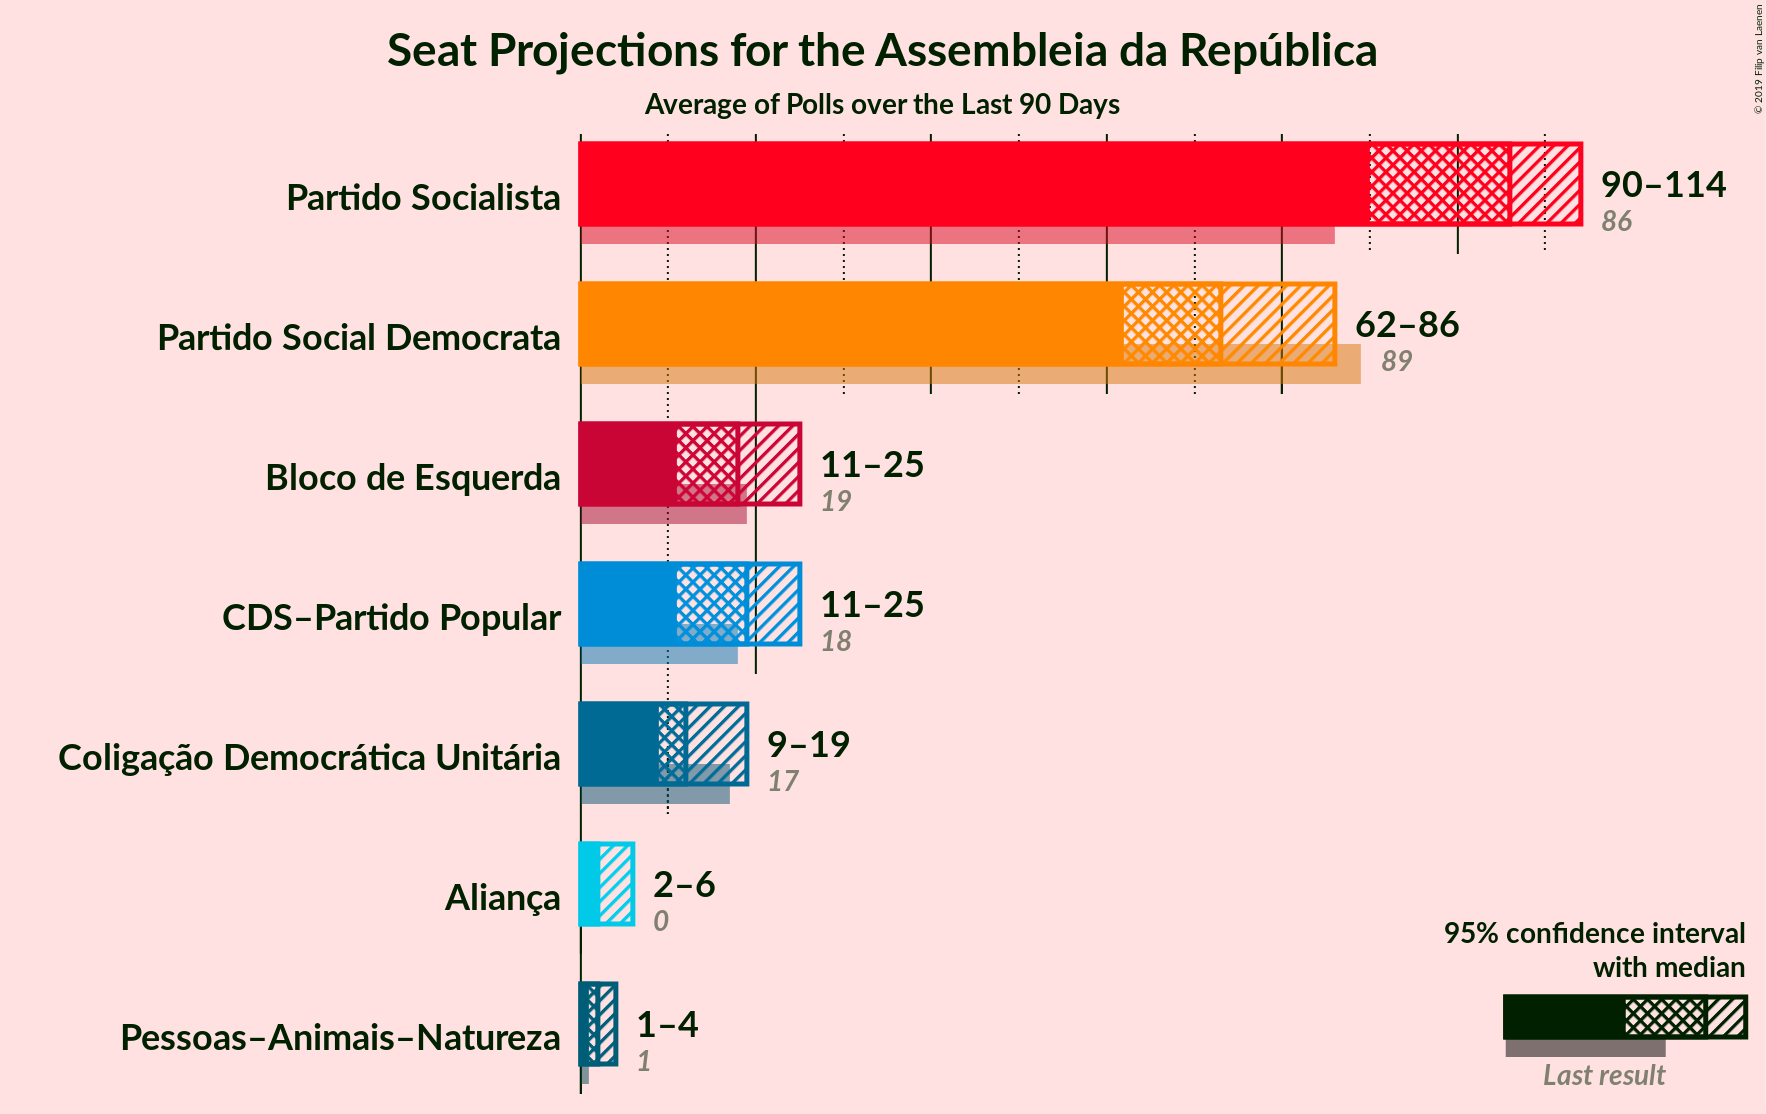 Seat Projections for the Assembleia da República
Average of Polls over the Last 90 Days
© 2019 Filip van Laenen
Partido Socialista
90–114
86
Partido Social Democrata
62–86
89
Bloco de Esquerda
11–25
19
CDS–Partido Popular
11–25
18
Coligação Democrática Unitária
9–19
17
Aliança
2–6
0
Pessoas–Animais–Natureza
1–4
1
95% confidence interval
with median
Last result